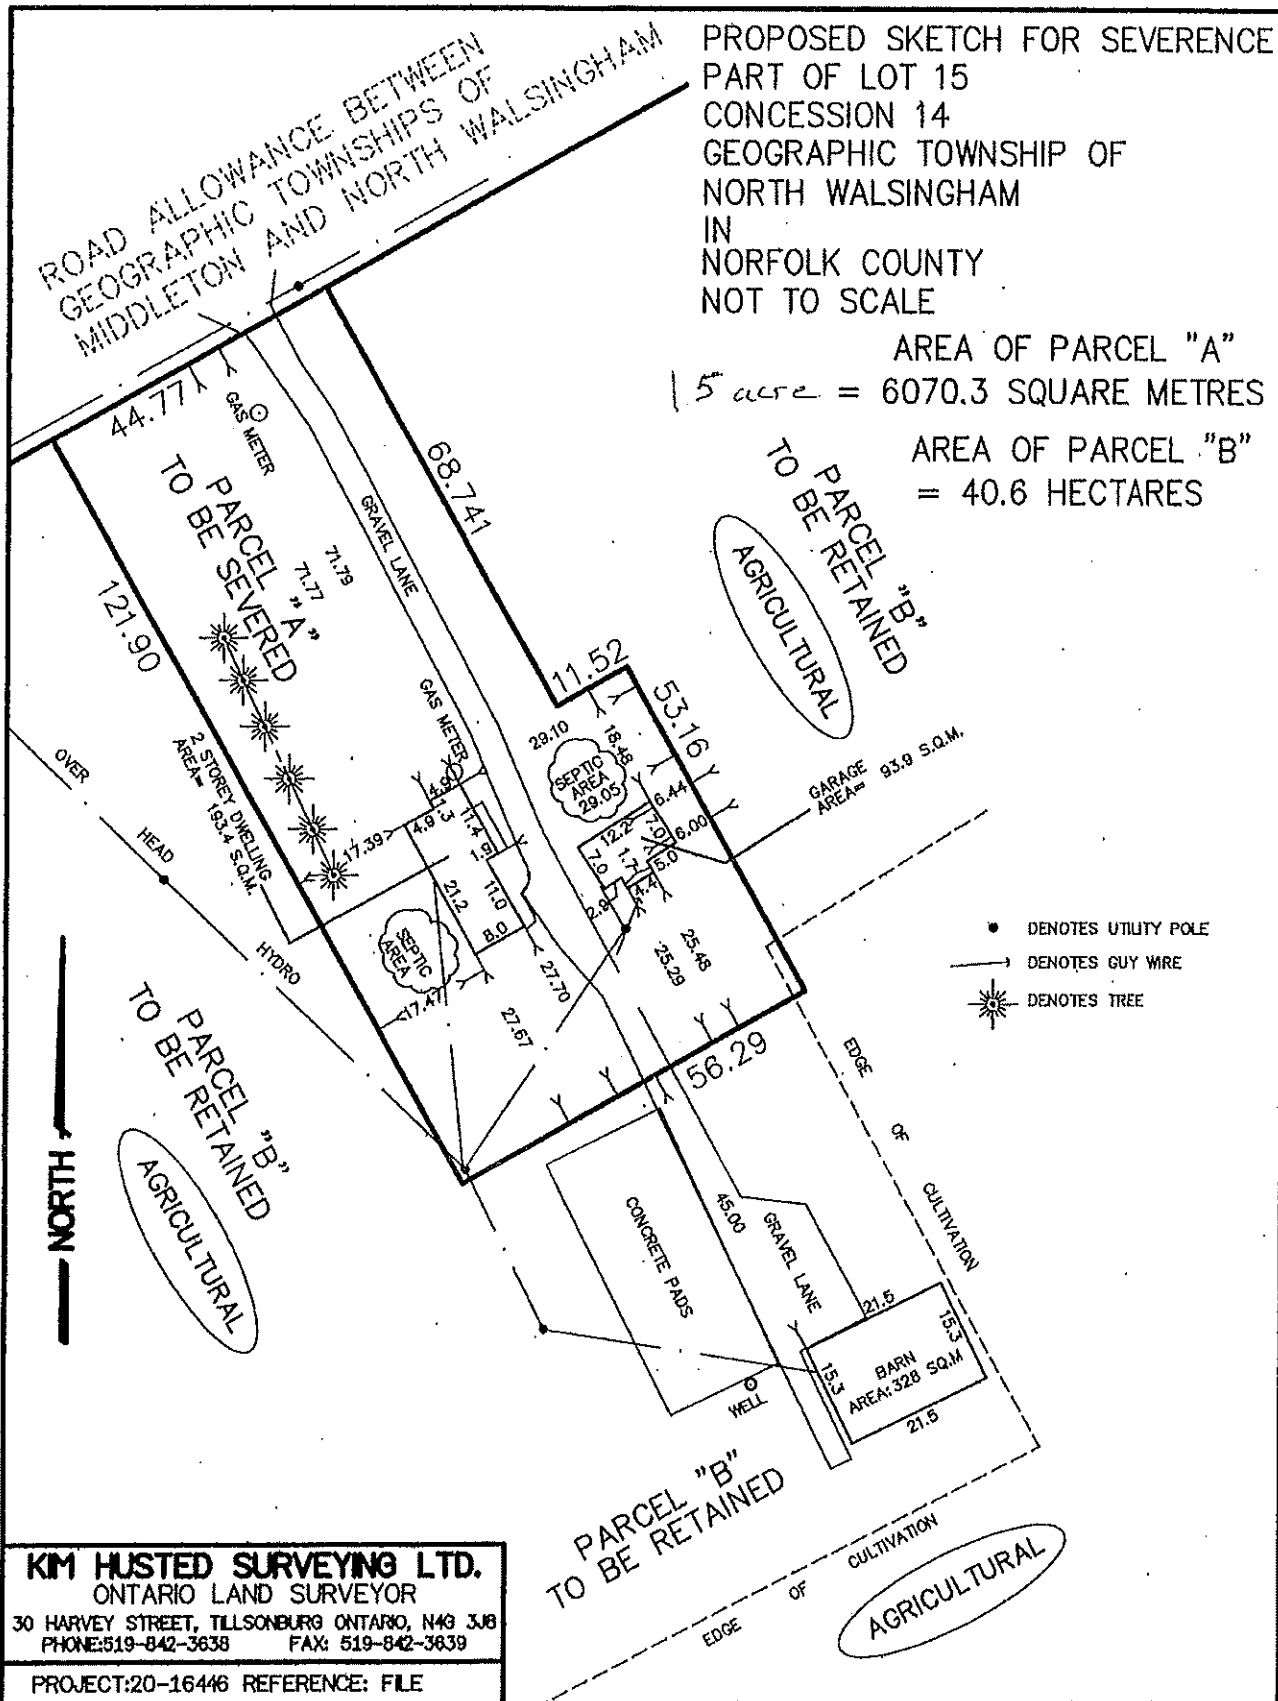 PROPOSED SKETCH FOR SEVERENCE
PART OF LOT 15
CONCESSION 14
GEOGRAPHIC TOWNSHIP OF
NORTH WALSINGHAM
IN
NORFOLK COUNTY
NOT TO SCALE
AREA OF PARCEL "A"
1.5 acre = 6070.3 SQUARE METRES
AREA OF PARCEL "B"
= 40.6 HECTARES
ROAD ALLOWANCE BETWEEN
GEOGRAPHIC TOWNSHIPS OF
MIDDLETON AND NORTH WALSINGHAM
44.77
GAS METER
PARCEL "A"
TO BE SEVERED
71.77
71.79
GRAVEL LANE
68.741
121.90
PARCEL "B"
TO BE RETAINED
AGRICULTURAL
11.52
53.16
29.10
18.48
SEPTIC
AREA
29.05
GAS METER
OVER
HEAD
HYDRO
2 STOREY DWELLING
AREA= 193.4 S.Q.M.
17.39
4.9
11.3
4.9
11.4
1.9
21.2
11.0
8.0
12.2
7.0
7.0
1.7
6.44
6.00
5.0
4.4
2.9
GARAGE
AREA= 93.9 S.Q.M.
SEPTIC
AREA
17.47
27.70
27.67
25.48
25.29
56.29
DENOTES UTILITY POLE
DENOTES GUY WIRE
DENOTES TREE
EDGE OF CULTIVATION
NORTH
PARCEL "B"
TO BE RETAINED
AGRICULTURAL
CONCRETE PADS
45.00
GRAVEL LANE
21.5
15.3
15.3
BARN
AREA: 328 SQ.M
21.5
WELL
PARCEL "B"
TO BE RETAINED
EDGE OF CULTIVATION
AGRICULTURAL
KIM HUSTED SURVEYING LTD.
ONTARIO LAND SURVEYOR
30 HARVEY STREET, TILLSONBURG ONTARIO, N4G 3J8
PHONE:519-842-3638 FAX: 519-842-3639
PROJECT:20-16446 REFERENCE: FILE